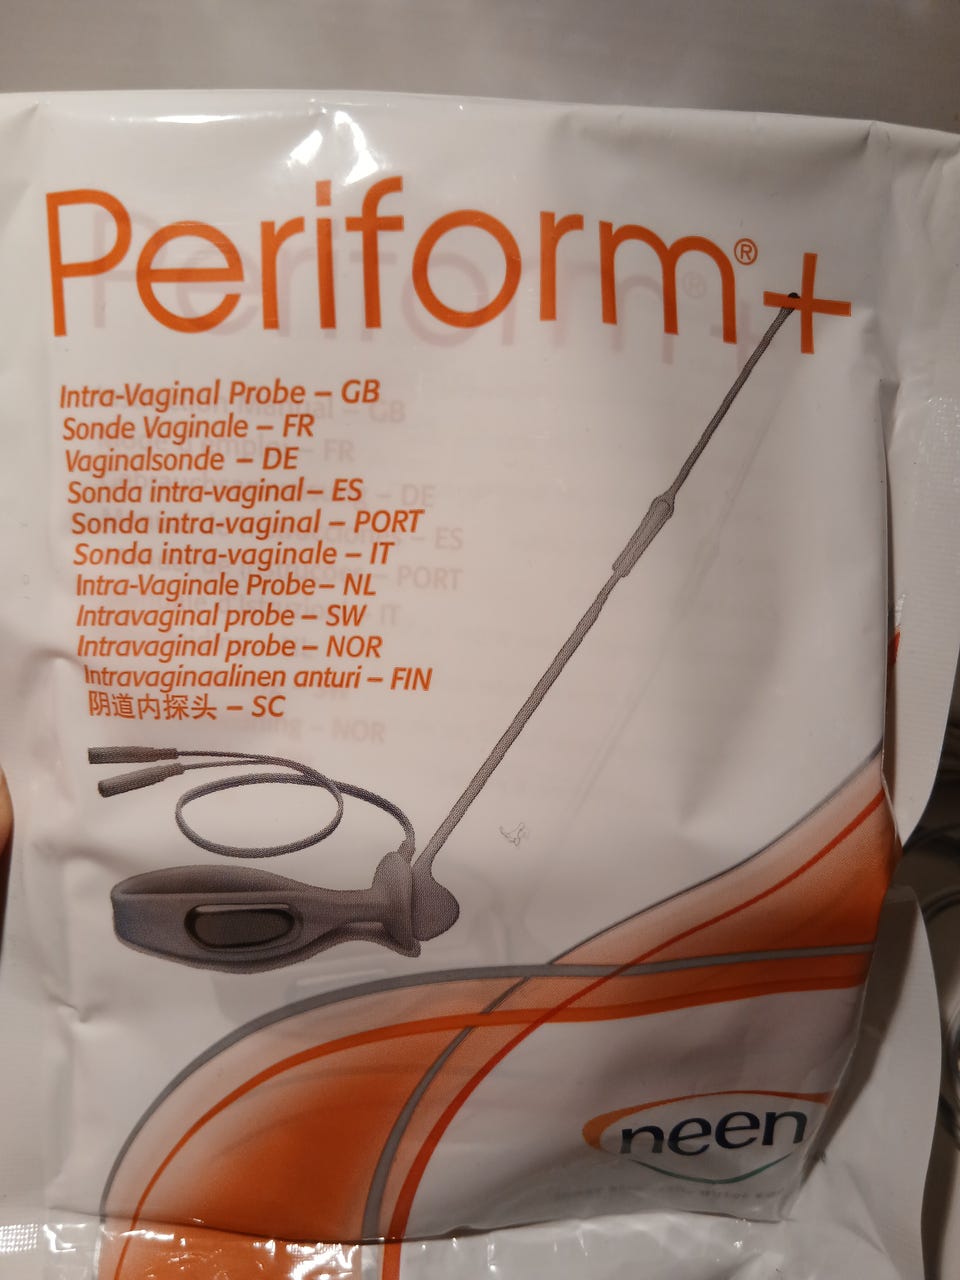 Periform®+
Intra-Vaginal Probe – GB
Sonde Vaginale – FR
Vaginalsonde – DE
Sonda intra-vaginal – ES
Sonda intra-vaginal – PORT
Sonda intra-vaginale – IT
Intra-Vaginale Probe – NL
Intravaginal probe – SW
Intravaginal probe – NOR
Intravaginaalinen anturi – FIN
阴道内探头 – SC
neen